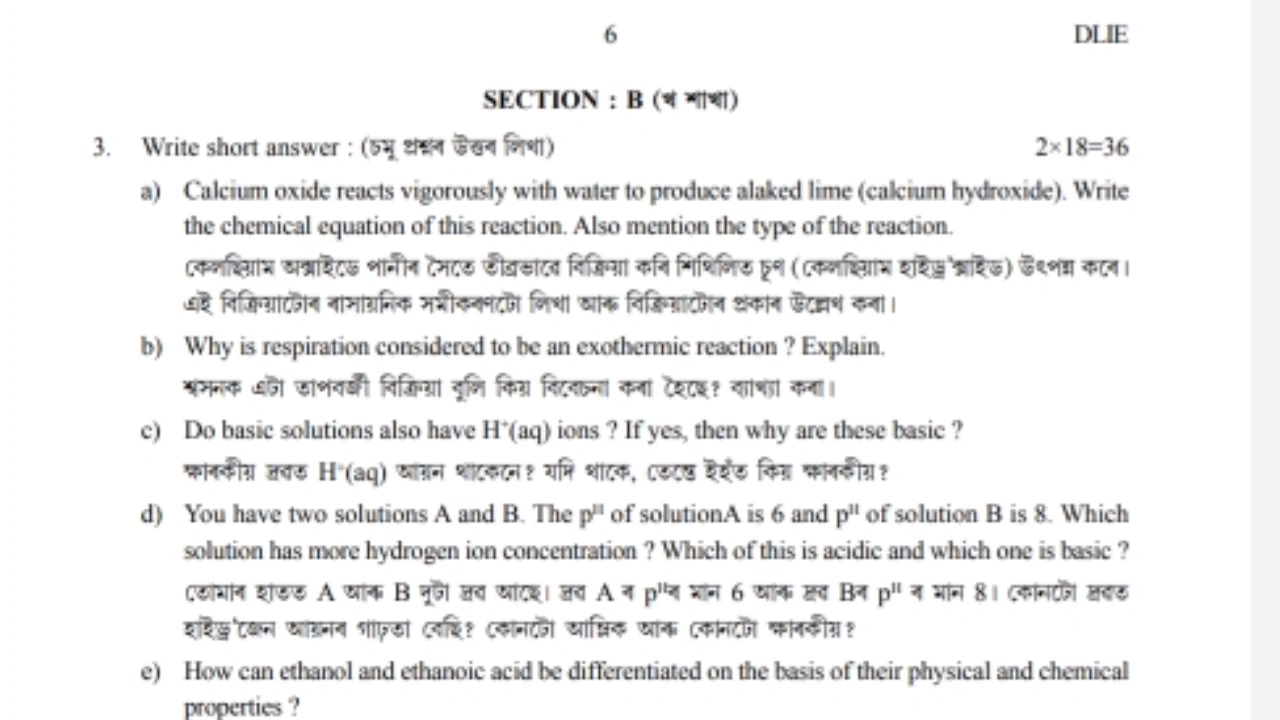 6 DLIE
SECTION : B (খ শাখা)
3. Write short answer : (চমু প্ৰশ্নৰ উত্তৰ লিখা) 2×18=36
a) Calcium oxide reacts vigorously with water to produce alaked lime (calcium hydroxide). Write
the chemical equation of this reaction. Also mention the type of the reaction.
কেলছিয়াম অক্সাইডে পানীৰ সৈতে তীব্ৰভাৱে বিক্ৰিয়া কৰি শিথিলিত চূণ (কেলছিয়াম হাইড্ৰ'ক্সাইড) উৎপন্ন কৰে।
এই বিক্ৰিয়াটোৰ ৰাসায়নিক সমীকৰণটো লিখা আৰু বিক্ৰিয়াটোৰ প্ৰকাৰ উল্লেখ কৰা।
b) Why is respiration considered to be an exothermic reaction ? Explain.
শ্বসনক এটা তাপবৰ্জী বিক্ৰিয়া বুলি কিয় বিবেচনা কৰা হৈছে? ব্যাখ্যা কৰা।
c) Do basic solutions also have H⁺(aq) ions ? If yes, then why are these basic ?
ক্ষাৰকীয় দ্ৰৱত H⁺(aq) আয়ন থাকেনে? যদি থাকে, তেন্তে ইহঁত কিয় ক্ষাৰকীয়?
d) You have two solutions A and B. The pᴴ of solutionA is 6 and pᴴ of solution B is 8. Which
solution has more hydrogen ion concentration ? Which of this is acidic and which one is basic ?
তোমাৰ হাতত A আৰু B দুটা দ্ৰৱ আছে। দ্ৰৱ A ৰ pᴴৰ মান 6 আৰু দ্ৰৱ Bৰ pᴴ ৰ মান 8। কোনটো দ্ৰৱত
হাইড্ৰ'জেন আয়নৰ গাঢ়তা বেছি? কোনটো আম্লিক আৰু কোনটো ক্ষাৰকীয়?
e) How can ethanol and ethanoic acid be differentiated on the basis of their physical and chemical
properties ?